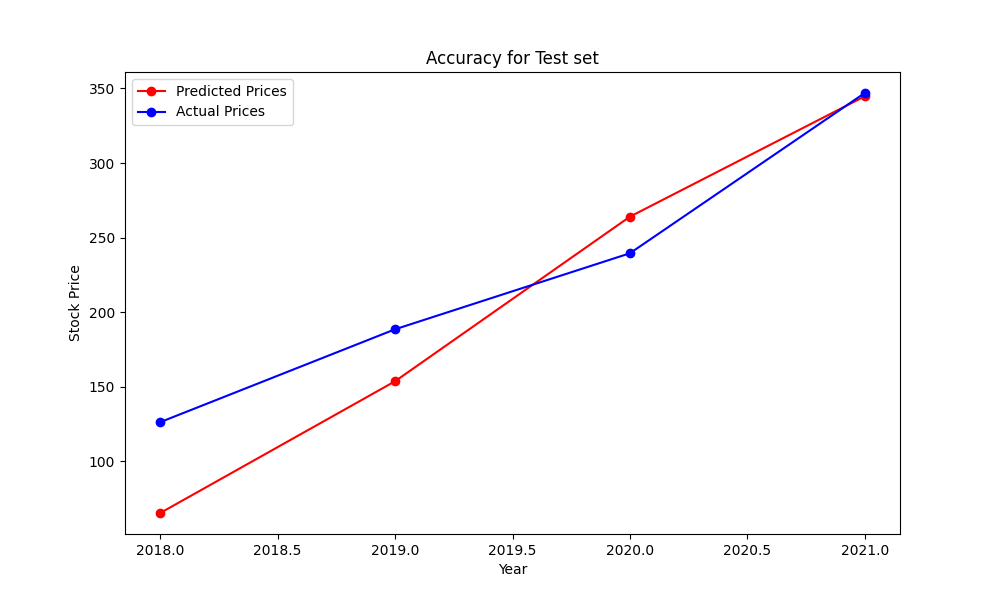 Accuracy for Test set
Predicted Prices
Actual Prices
350
300
250
200
150
100
Stock Price
2018.0 2018.5 2019.0 2019.5 2020.0 2020.5 2021.0
Year